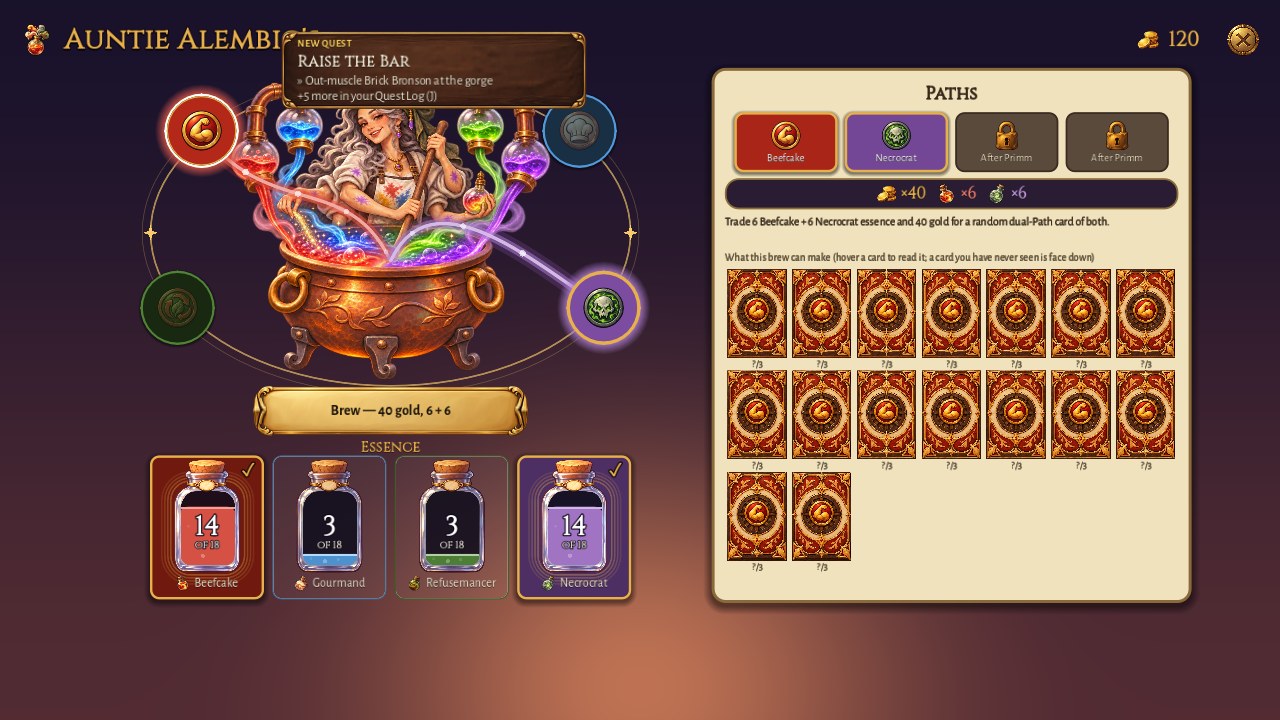 AUNTIE ALEMBIC'S
NEW QUEST
RAISE THE BAR
» Out-muscle Brick Bronson at the gorge
+5 more in your Quest Log (J)
120
PATHS
Beefcake
Necrocrat
After Primm
After Primm
×40 ×6 ×6
Trade 6 Beefcake + 6 Necrocrat essence and 40 gold for a random dual-Path card of both.
What this brew can make (hover a card to read it; a card you have never seen is face down)
?/3 ?/3 ?/3 ?/3 ?/3 ?/3 ?/3
?/3 ?/3 ?/3 ?/3 ?/3 ?/3 ?/3
?/3 ?/3
Brew — 40 gold, 6 + 6
ESSENCE
14
OF 18
Beefcake
3
OF 18
Gourmand
3
OF 18
Refusemancer
14
OF 18
Necrocrat